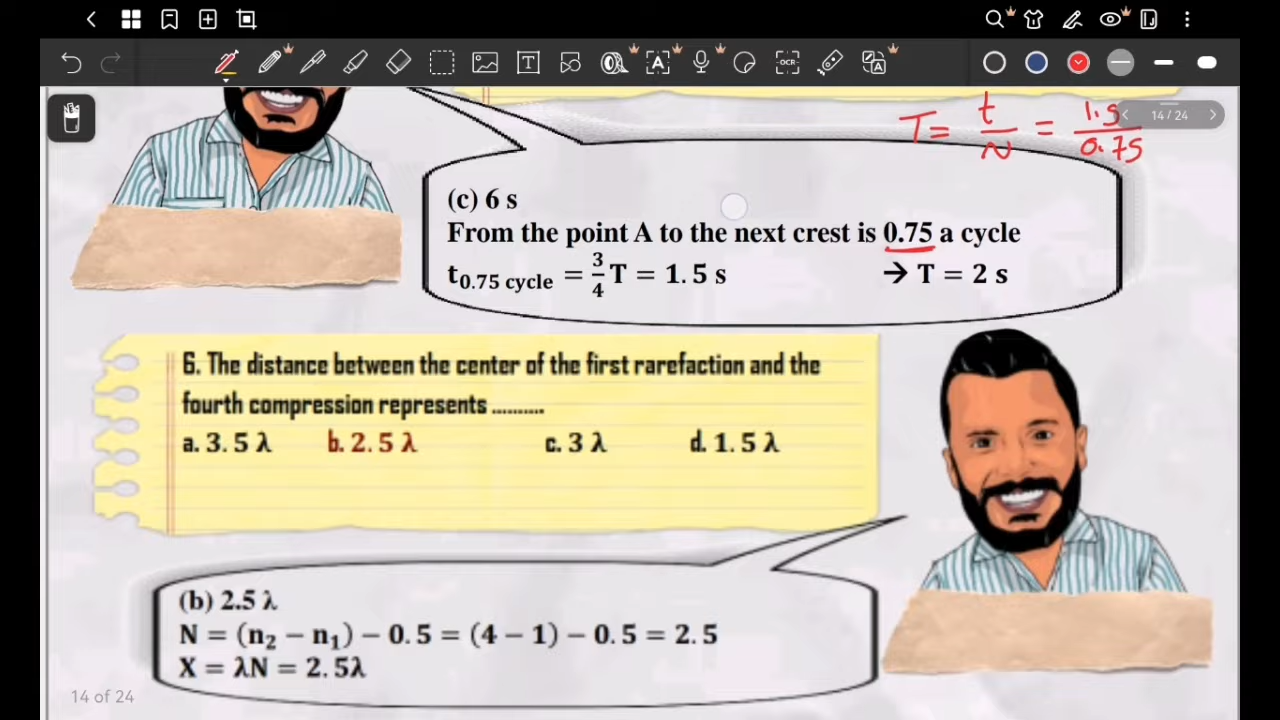 14 / 24
T = t/N = 1.5/0.75
(c) 6 s
From the point A to the next crest is 0.75 a cycle
t0.75 cycle = 3/4 T = 1.5 s → T = 2 s
6. The distance between the center of the first rarefaction and the
fourth compression represents ..........
a. 3.5 λ b. 2.5 λ c. 3 λ d. 1.5 λ
(b) 2.5 λ
N = (n₂ − n₁) − 0.5 = (4 − 1) − 0.5 = 2.5
X = λN = 2.5λ
14 of 24